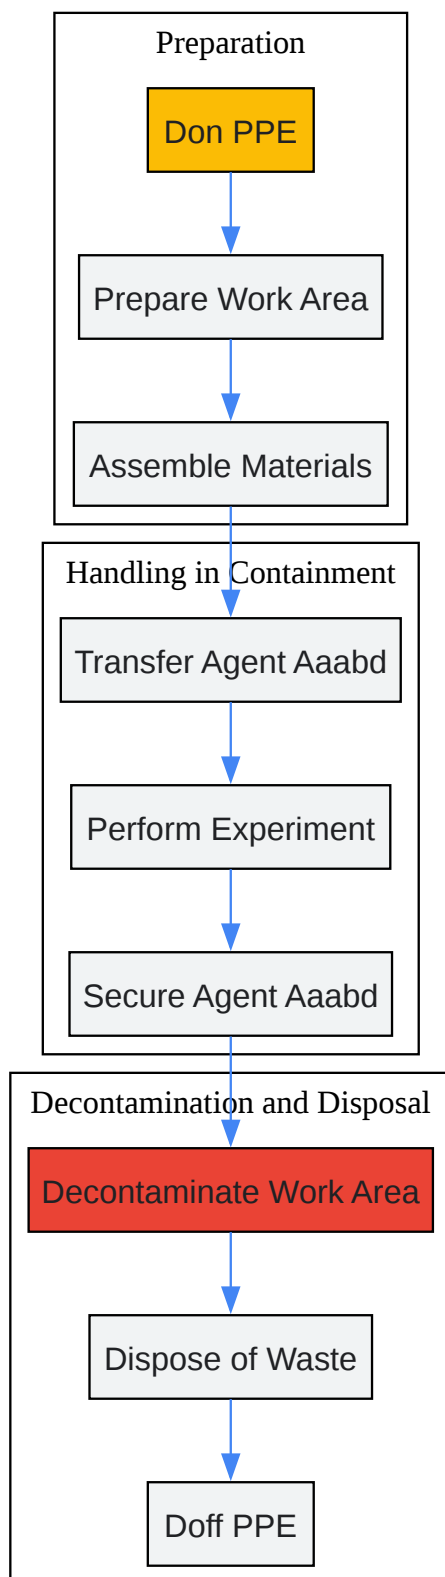 Preparation
Don PPE
Prepare Work Area
Assemble Materials
Handling in Containment
Transfer Agent Aaabd
Perform Experiment
Secure Agent Aaabd
Decontamination and Disposal
Decontaminate Work Area
Dispose of Waste
Doff PPE